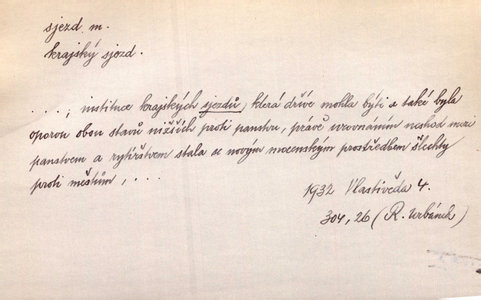 sjezd m.
krajský sjezd.
...., instituce krajských sjezdů, která dříve mohla býti a také byla
oporou obou stavů nižších proti panstvu, právě urovnáním neshod mezi
panstvem a rytířstvem stala se novým mocenským prostředkem šlechty
proti městům, ...
1932 Vlastivěda 4.
304, 26 (R. Urbánek)